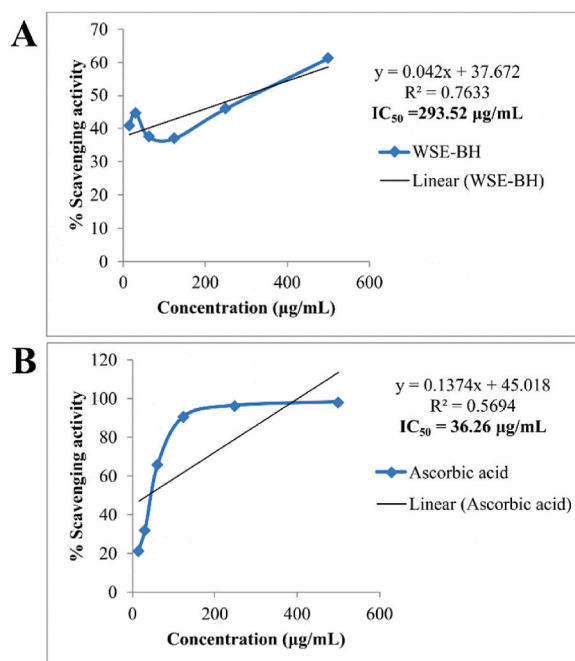 A
% Scavenging activity
70
60
50
40
30
20
10
0
0 200 400 600
Concentration (µg/mL)
y = 0.042x + 37.672
R² = 0.7633
IC₅₀ =293.52 µg/mL
WSE-BH
Linear (WSE-BH)
B
% Scavenging activity
120
100
80
60
40
20
0
0 200 400 600
Concentration (µg/mL)
y = 0.1374x + 45.018
R² = 0.5694
IC₅₀ = 36.26 µg/mL
Ascorbic acid
Linear (Ascorbic acid)